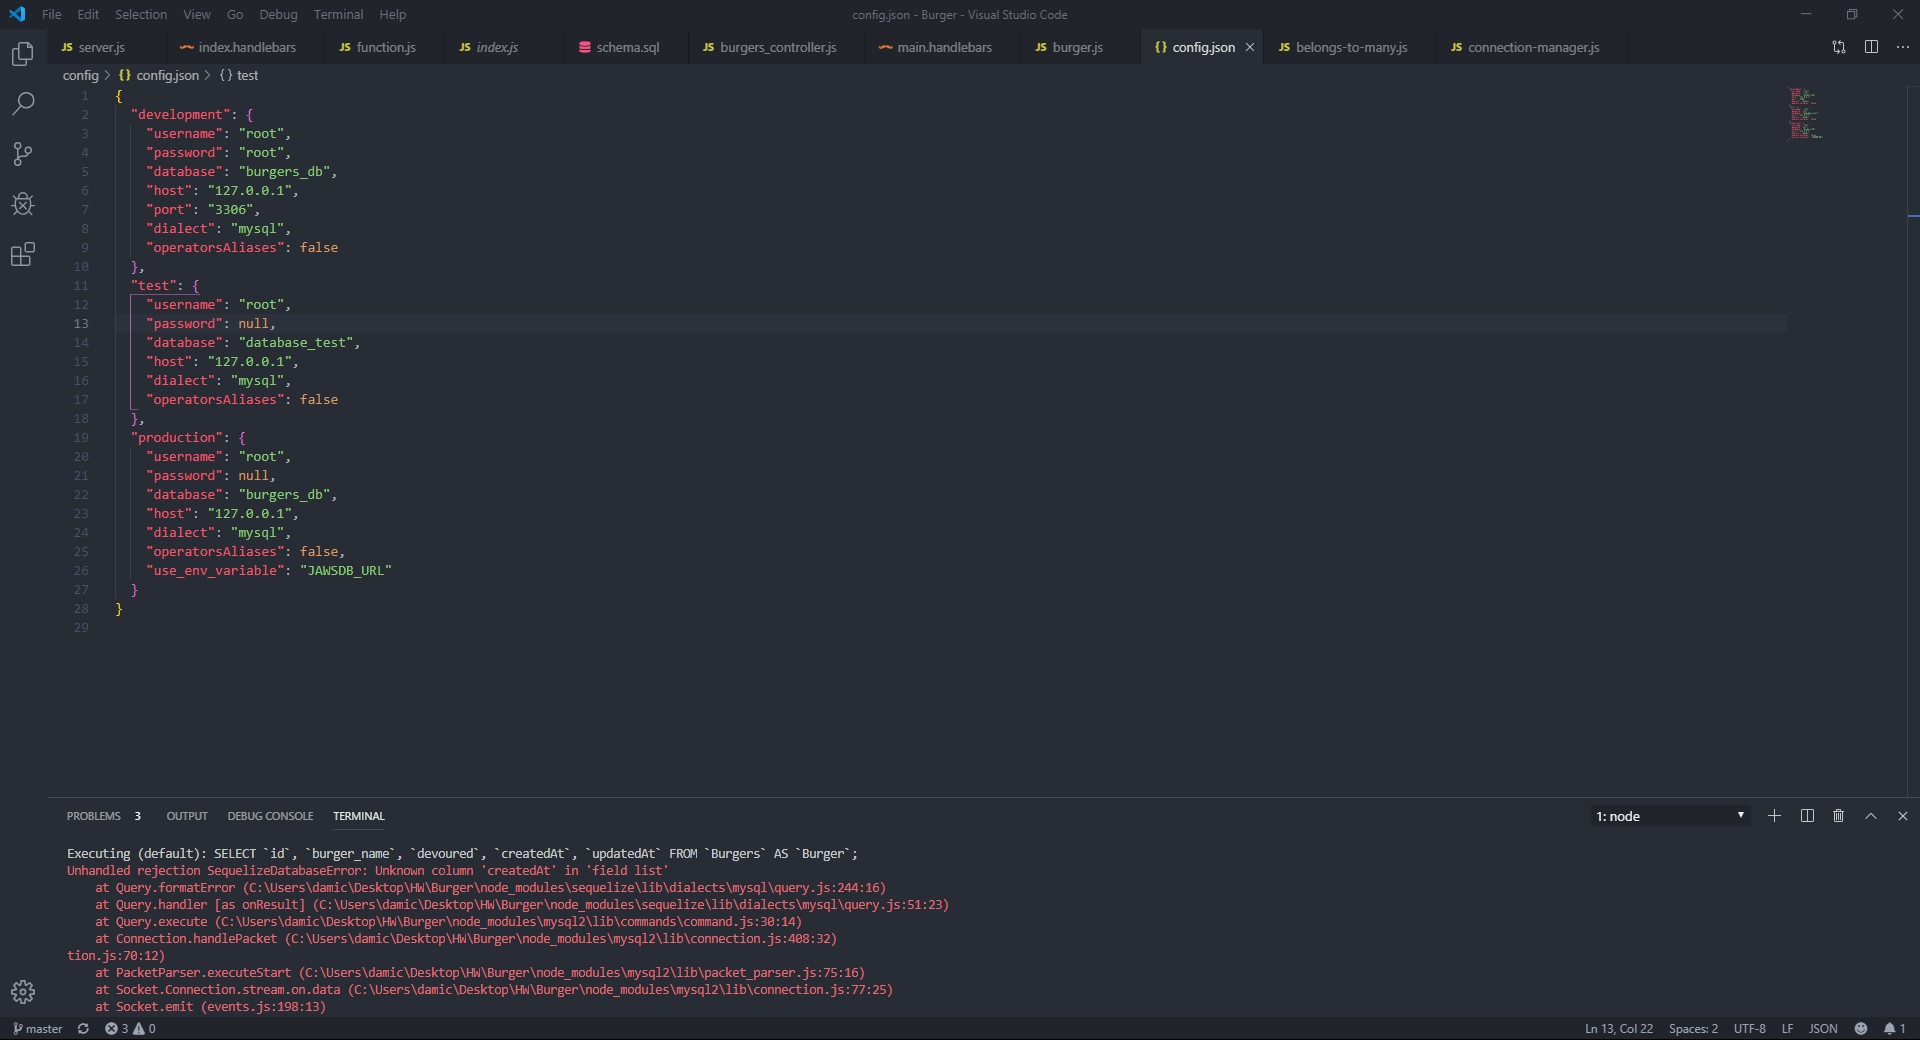 File Edit Selection View Go Debug Terminal Help
config.json - Burger - Visual Studio Code
JS server.js
index.handlebars
JS function.js
JS index.js
schema.sql
JS burgers_controller.js
main.handlebars
JS burger.js
{} config.json
JS belongs-to-many.js
JS connection-manager.js
config > {} config.json > {} test
1 {
2 "development": {
3 "username": "root",
4 "password": "root",
5 "database": "burgers_db",
6 "host": "127.0.0.1",
7 "port": "3306",
8 "dialect": "mysql",
9 "operatorsAliases": false
10 },
11 "test": {
12 "username": "root",
13 "password": null,
14 "database": "database_test",
15 "host": "127.0.0.1",
16 "dialect": "mysql",
17 "operatorsAliases": false
18 },
19 "production": {
20 "username": "root",
21 "password": null,
22 "database": "burgers_db",
23 "host": "127.0.0.1",
24 "dialect": "mysql",
25 "operatorsAliases": false,
26 "use_env_variable": "JAWSDB_URL"
27 }
28 }
29
PROBLEMS 3 OUTPUT DEBUG CONSOLE TERMINAL
1: node
Executing (default): SELECT `id`, `burger_name`, `devoured`, `createdAt`, `updatedAt` FROM `Burgers` AS `Burger`;
Unhandled rejection SequelizeDatabaseError: Unknown column 'createdAt' in 'field list'
at Query.formatError (C:\Users\damic\Desktop\HW\Burger\node_modules\sequelize\lib\dialects\mysql\query.js:244:16)
at Query.handler [as onResult] (C:\Users\damic\Desktop\HW\Burger\node_modules\sequelize\lib\dialects\mysql\query.js:51:23)
at Query.execute (C:\Users\damic\Desktop\HW\Burger\node_modules\mysql2\lib\commands\command.js:30:14)
at Connection.handlePacket (C:\Users\damic\Desktop\HW\Burger\node_modules\mysql2\lib\connection.js:408:32)
tion.js:70:12)
at PacketParser.executeStart (C:\Users\damic\Desktop\HW\Burger\node_modules\mysql2\lib\packet_parser.js:75:16)
at Socket.Connection.stream.on.data (C:\Users\damic\Desktop\HW\Burger\node_modules\mysql2\lib\connection.js:77:25)
at Socket.emit (events.js:198:13)
master 3 0
Ln 13, Col 22 Spaces: 2 UTF-8 LF JSON 1